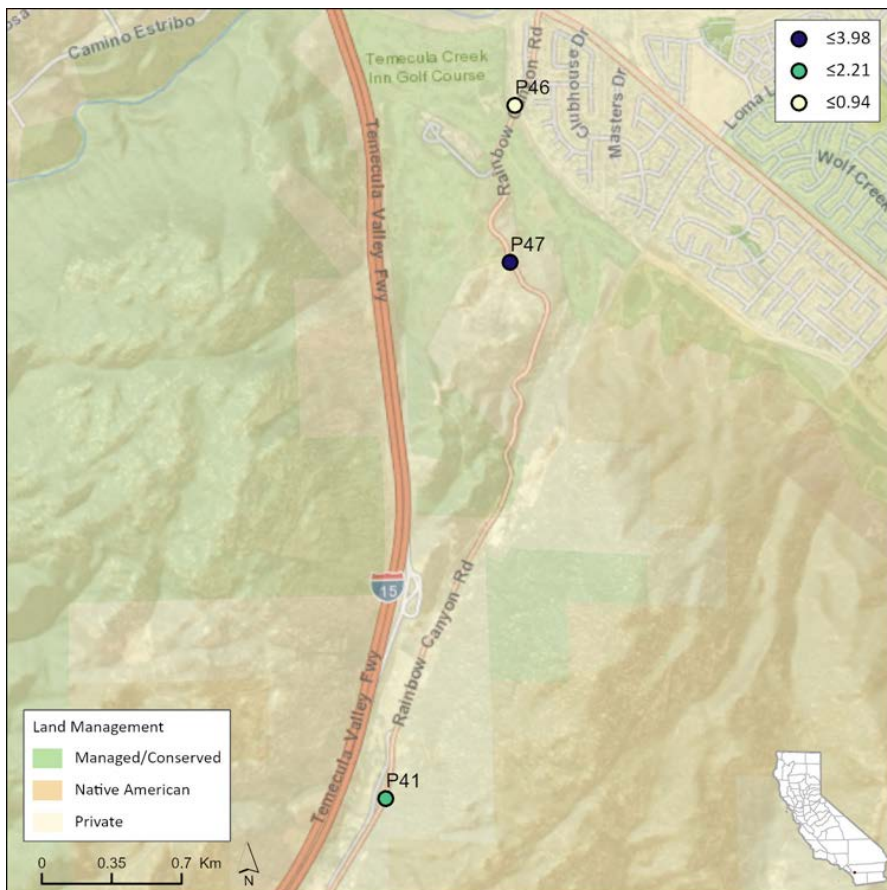 Camino Estribo
Temecula Creek
Inn Golf Course
Rainbow Canyon Rd
P46
Clubhouse Dr
Masters Dr
Loma L
Wolf Creek
Temecula Valley Fwy
P47
15
Rainbow Canyon Rd
Temecula Valley Fwy
P41
≤3.98
≤2.21
≤0.94
Land Management
Managed/Conserved
Native American
Private
0 0.35 0.7 Km
N